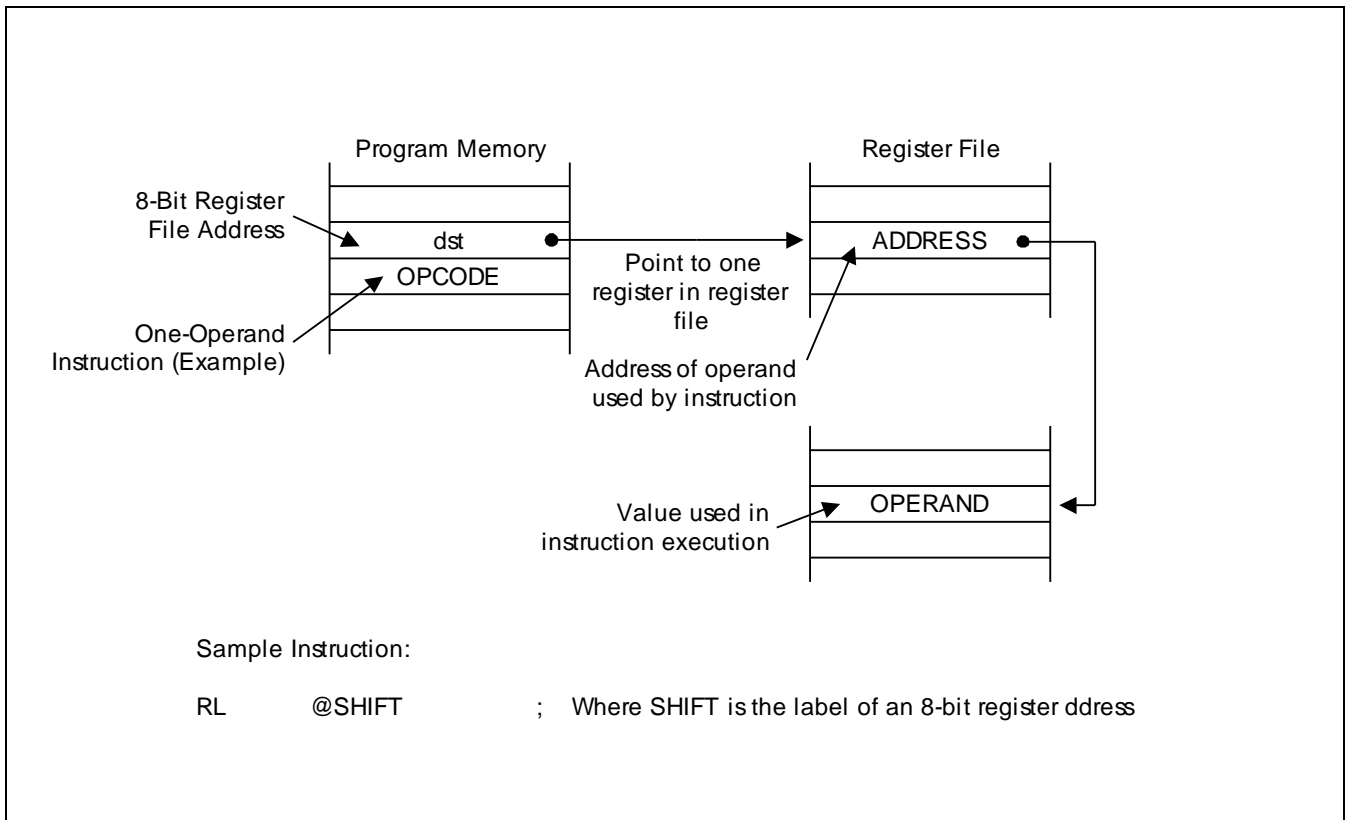 Program Memory
Register File
8-Bit Register
File Address
dst
ADDRESS
OPCODE
Point to one
register in register
file
One-Operand
Instruction (Example)
Address of operand
used by instruction
OPERAND
Value used in
instruction execution
Sample Instruction:
RL @SHIFT ; Where SHIFT is the label of an 8-bit register ddress